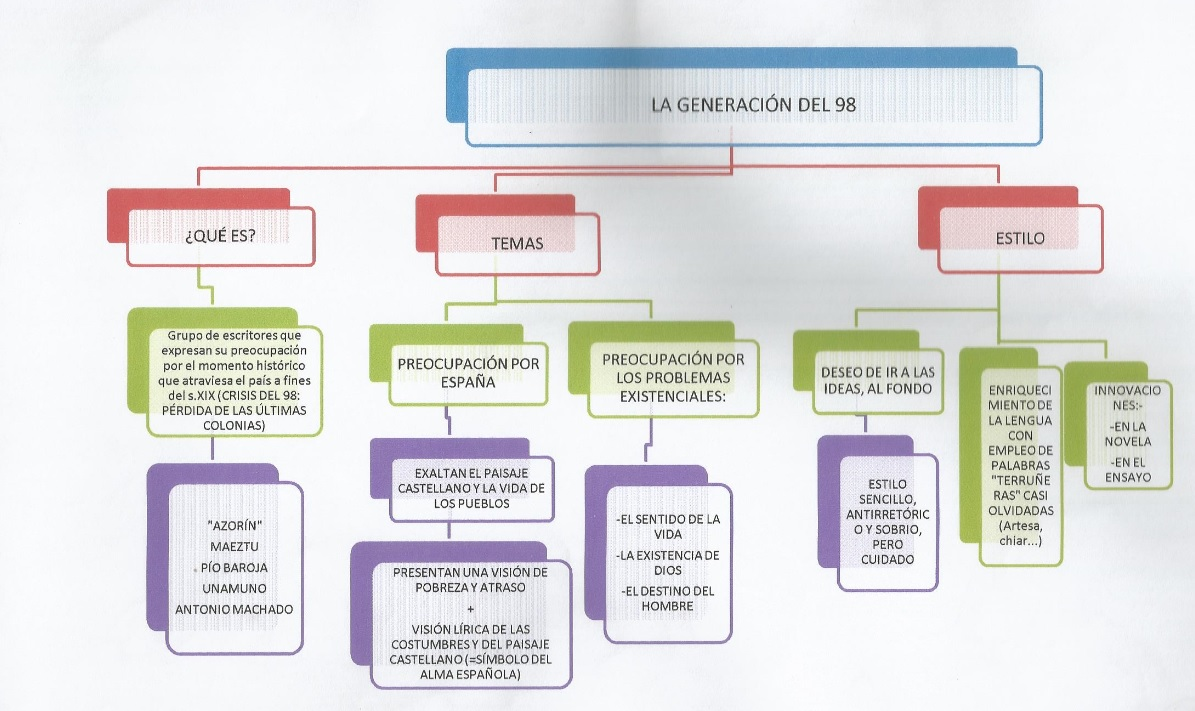 LA GENERACIÓN DEL 98
¿QUÉ ES?
Grupo de escritores que
expresan su preocupación
por el momento histórico
que atraviesa el país a fines
del s.XIX (CRISIS DEL 98:
PÉRDIDA DE LAS ÚLTIMAS
COLONIAS)
"AZORÍN"
MAEZTU
PÍO BAROJA
UNAMUNO
ANTONIO MACHADO
TEMAS
PREOCUPACIÓN POR
ESPAÑA
EXALTAN EL PAISAJE
CASTELLANO Y LA VIDA DE
LOS PUEBLOS
PRESENTAN UNA VISIÓN DE
POBREZA Y ATRASO
+
VISIÓN LÍRICA DE LAS
COSTUMBRES Y DEL PAISAJE
CASTELLANO (=SÍMBOLO DEL
ALMA ESPAÑOLA)
PREOCUPACIÓN POR
LOS PROBLEMAS
EXISTENCIALES:
-EL SENTIDO DE LA
VIDA
-LA EXISTENCIA DE
DIOS
-EL DESTINO DEL
HOMBRE
ESTILO
DESEO DE IR A LAS
IDEAS, AL FONDO
ESTILO
SENCILLO,
ANTIRRETÓRIC
O Y SOBRIO,
PERO
CUIDADO
ENRIQUECI
MIENTO DE
LA LENGUA
CON
EMPLEO DE
PALABRAS
"TERRUÑE
RAS" CASI
OLVIDADAS
(Artesa,
chiar...)
INNOVACIO
NES:-
-EN LA
NOVELA
-EN EL
ENSAYO